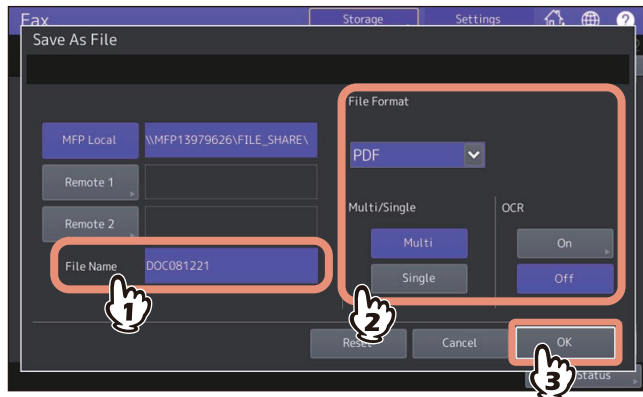 Fax
Storage
Settings
Save As File
File Format
MFP Local
\\MFP13979626\FILE_SHARE\
PDF
Remote 1
Multi/Single
OCR
Remote 2
Multi
On
File Name
DOC081221
Single
Off
1
2
Reset
Cancel
OK
3
Status